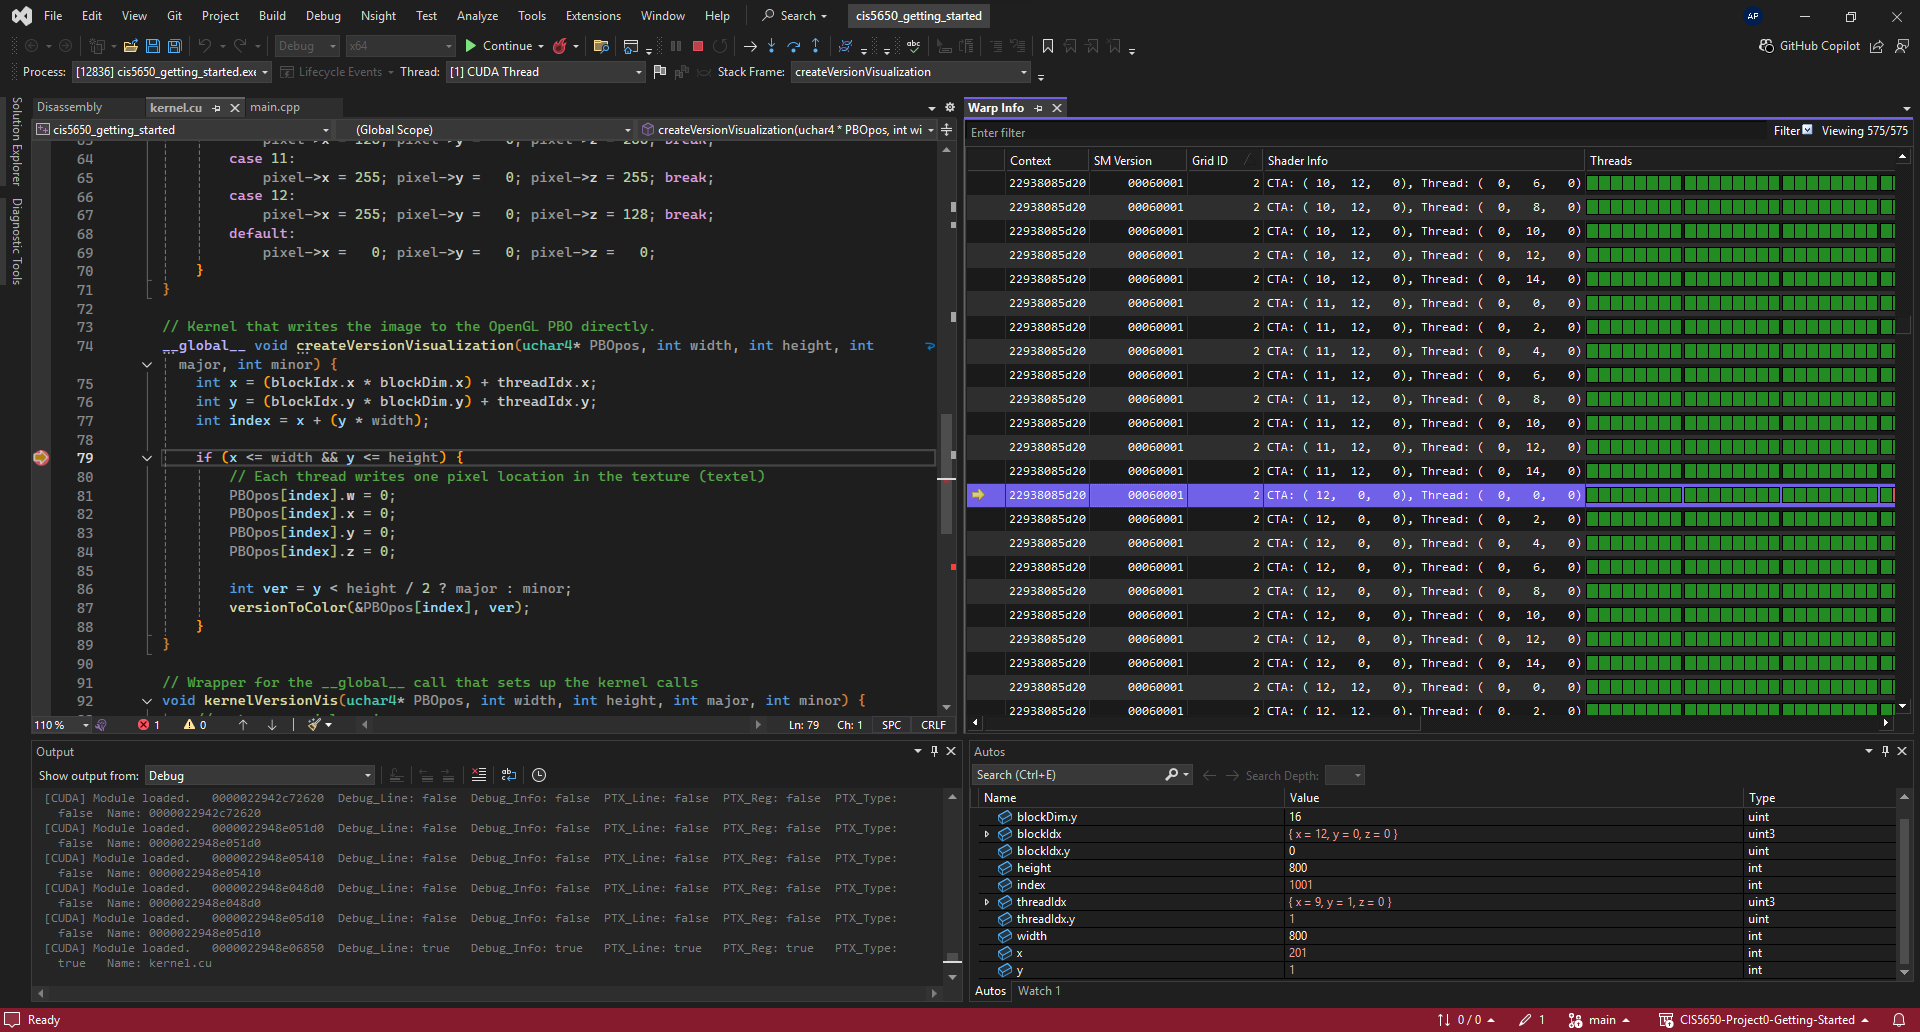 File Edit View Git Project Build Debug Nsight Test Analyze Tools Extensions Window Help Search cis5650_getting_started AP
Debug x64 Continue GitHub Copilot
Process: [12836] cis5650_getting_started.exe Lifecycle Events Thread: [1] CUDA Thread Stack Frame: createVersionVisualization
Solution Explorer
Diagnostic Tools
Disassembly kernel.cu main.cpp
cis5650_getting_started (Global Scope) createVersionVisualization(uchar4 * PBOpos, int wi
64 case 11:
65 pixel->x = 255; pixel->y =   0; pixel->z = 255; break;
66 case 12:
67 pixel->x = 255; pixel->y =   0; pixel->z = 128; break;
68 default:
69 pixel->x =   0; pixel->y =   0; pixel->z =   0;
70 }
71 }
72
73 // Kernel that writes the image to the OpenGL PBO directly.
74 __global__ void createVersionVisualization(uchar4* PBOpos, int width, int height, int
major, int minor) {
75 int x = (blockIdx.x * blockDim.x) + threadIdx.x;
76 int y = (blockIdx.y * blockDim.y) + threadIdx.y;
77 int index = x + (y * width);
78
79 if (x <= width && y <= height) {
80 // Each thread writes one pixel location in the texture (textel)
81 PBOpos[index].w = 0;
82 PBOpos[index].x = 0;
83 PBOpos[index].y = 0;
84 PBOpos[index].z = 0;
85
86 int ver = y < height / 2 ? major : minor;
87 versionToColor(&PBOpos[index], ver);
88 }
89 }
90
91 // Wrapper for the __global__ call that sets up the kernel calls
92 void kernelVersionVis(uchar4* PBOpos, int width, int height, int major, int minor) {
110 % 1 0 Ln: 79 Ch: 1 SPC CRLF
Warp Info
Enter filter Filter Viewing 575/575
Context SM Version Grid ID Shader Info Threads
22938085d20 00060001 2 CTA: ( 10, 12, 0), Thread: ( 0, 6, 0)
22938085d20 00060001 2 CTA: ( 10, 12, 0), Thread: ( 0, 8, 0)
22938085d20 00060001 2 CTA: ( 10, 12, 0), Thread: ( 0, 10, 0)
22938085d20 00060001 2 CTA: ( 10, 12, 0), Thread: ( 0, 12, 0)
22938085d20 00060001 2 CTA: ( 10, 12, 0), Thread: ( 0, 14, 0)
22938085d20 00060001 2 CTA: ( 11, 12, 0), Thread: ( 0, 0, 0)
22938085d20 00060001 2 CTA: ( 11, 12, 0), Thread: ( 0, 2, 0)
22938085d20 00060001 2 CTA: ( 11, 12, 0), Thread: ( 0, 4, 0)
22938085d20 00060001 2 CTA: ( 11, 12, 0), Thread: ( 0, 6, 0)
22938085d20 00060001 2 CTA: ( 11, 12, 0), Thread: ( 0, 8, 0)
22938085d20 00060001 2 CTA: ( 11, 12, 0), Thread: ( 0, 10, 0)
22938085d20 00060001 2 CTA: ( 11, 12, 0), Thread: ( 0, 12, 0)
22938085d20 00060001 2 CTA: ( 11, 12, 0), Thread: ( 0, 14, 0)
22938085d20 00060001 2 CTA: ( 12, 0, 0), Thread: ( 0, 0, 0)
22938085d20 00060001 2 CTA: ( 12, 0, 0), Thread: ( 0, 2, 0)
22938085d20 00060001 2 CTA: ( 12, 0, 0), Thread: ( 0, 4, 0)
22938085d20 00060001 2 CTA: ( 12, 0, 0), Thread: ( 0, 6, 0)
22938085d20 00060001 2 CTA: ( 12, 0, 0), Thread: ( 0, 8, 0)
22938085d20 00060001 2 CTA: ( 12, 0, 0), Thread: ( 0, 10, 0)
22938085d20 00060001 2 CTA: ( 12, 0, 0), Thread: ( 0, 12, 0)
22938085d20 00060001 2 CTA: ( 12, 0, 0), Thread: ( 0, 14, 0)
22938085d20 00060001 2 CTA: ( 12, 12, 0), Thread: ( 0, 0, 0)
22938085d20 00060001 2 CTA: ( 12, 12, 0), Thread: ( 0, 2, 0)
Output
Show output from: Debug
[CUDA] Module loaded.   0000022942c72620  Debug_Line: false  Debug_Info: false  PTX_Line: false  PTX_Reg: false  PTX_Type:
false  Name: 0000022942c72620
[CUDA] Module loaded.   0000022948e051d0  Debug_Line: false  Debug_Info: false  PTX_Line: false  PTX_Reg: false  PTX_Type:
false  Name: 0000022948e051d0
[CUDA] Module loaded.   0000022948e05410  Debug_Line: false  Debug_Info: false  PTX_Line: false  PTX_Reg: false  PTX_Type:
false  Name: 0000022948e05410
[CUDA] Module loaded.   0000022948e048d0  Debug_Line: false  Debug_Info: false  PTX_Line: false  PTX_Reg: false  PTX_Type:
false  Name: 0000022948e048d0
[CUDA] Module loaded.   0000022948e05d10  Debug_Line: false  Debug_Info: false  PTX_Line: false  PTX_Reg: false  PTX_Type:
false  Name: 0000022948e05d10
[CUDA] Module loaded.   0000022948e06850  Debug_Line: true  Debug_Info: true  PTX_Line: true  PTX_Reg: true  PTX_Type:
true  Name: kernel.cu
Autos
Search (Ctrl+E) Search Depth:
Name Value Type
blockDim.y 16 uint
blockIdx { x = 12, y = 0, z = 0 } uint3
blockIdx.y 0 uint
height 800 int
index 1001 int
threadIdx { x = 9, y = 1, z = 0 } uint3
threadIdx.y 1 uint
width 800 int
x 201 int
y 1 int
Autos Watch 1
Ready 0 / 0 1 main CIS5650-Project0-Getting-Started